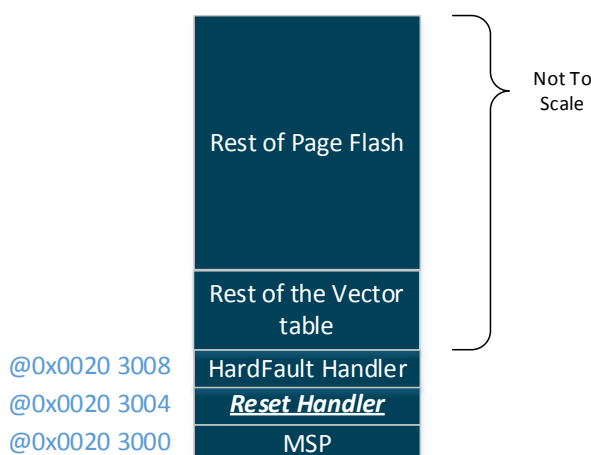 Not To
Scale
Rest of Page Flash
Rest of the Vector
table
@0x0020 3008
HardFault Handler
@0x0020 3004
Reset Handler
@0x0020 3000
MSP